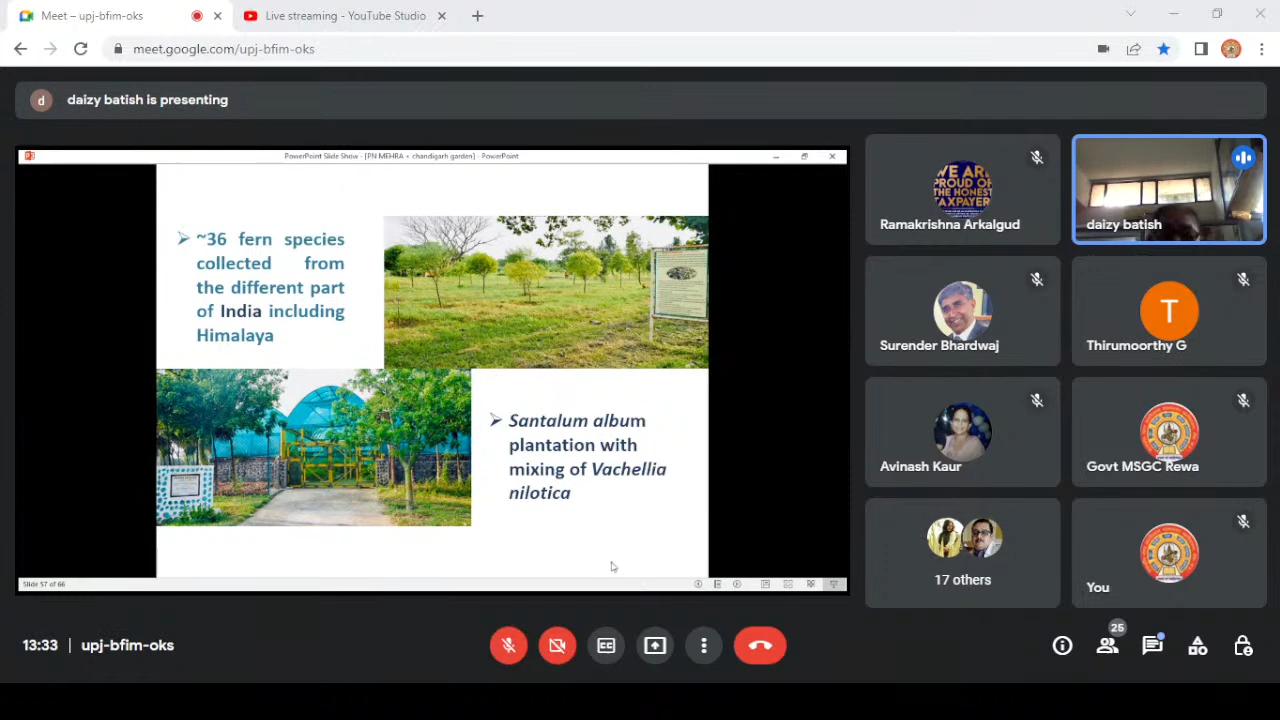 Meet – upj-bfim-oks
Live streaming - YouTube Studio
meet.google.com/upj-bfim-oks
d
daizy batish is presenting
PowerPoint Slide Show - [PN MEHRA + chandigarh garden] - PowerPoint
~36 fern species
collected from
the different part
of India including
Himalaya
Santalum album
plantation with
mixing of Vachellia
nilotica
Slide 57 of 66
WE ARE
PROUD OF
THE HONEST
TAXPAYER
Ramakrishna Arkalgud
daizy batish
Surender Bhardwaj
T
Thirumoorthy G
Avinash Kaur
Govt MSGC Rewa
17 others
You
13:33
upj-bfim-oks
CC
25